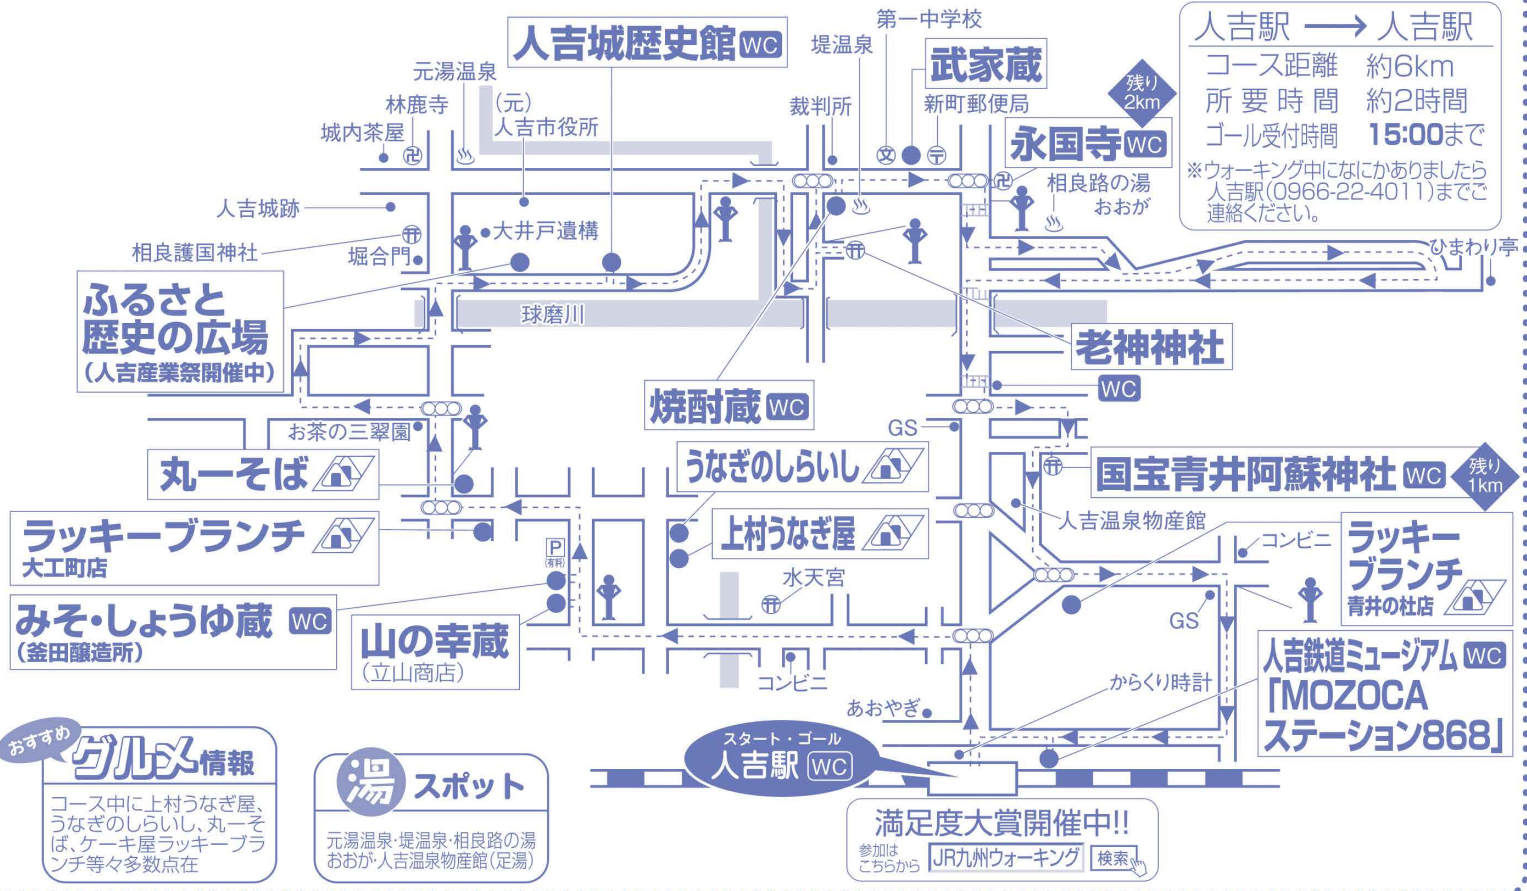 人吉駅 → 人吉駅
コース距離 約6km
所要時間 約2時間
ゴール受付時間 15:00まで
※ウォーキング中になにかありましたら
人吉駅(0966-22-4011)までご
連絡ください。
第一中学校
人吉城歴史館 WC
堤温泉
武家蔵
元湯温泉
残り
2km
林鹿寺
(元)
人吉市役所
裁判所
新町郵便局
城内茶屋
永国寺 WC
文
相良路の湯
おおが
人吉城跡
大井戸遺構
相良護国神社
堀合門
ひまわり亭
ふるさと
歴史の広場
(人吉産業祭開催中)
球磨川
老神神社
焼酎蔵 WC
WC
お茶の三翠園
GS
丸一そば
うなぎのしらいし
国宝青井阿蘇神社 WC
残り
1km
ラッキーブランチ
大工町店
上村うなぎ屋
人吉温泉物産館
コンビニ
ラッキー
ブランチ
青井の杜店
P
(有料)
水天宮
みそ・しょうゆ蔵 WC
(釜田醸造所)
山の幸蔵
(立山商店)
GS
人吉鉄道ミュージアム WC
「MOZOCA
ステーション868」
コンビニ
からくり時計
あおやぎ
スタート・ゴール
人吉駅 WC
おすすめ
グルメ情報
コース中に上村うなぎ屋、
うなぎのしらいし、丸一そ
ば、ケーキ屋ラッキーブラ
ンチ等々多数点在
湯スポット
元湯温泉・堤温泉・相良路の湯
おおが・人吉温泉物産館(足湯)
満足度大賞開催中!!
参加は
こちらから
JR九州ウォーキング 検索